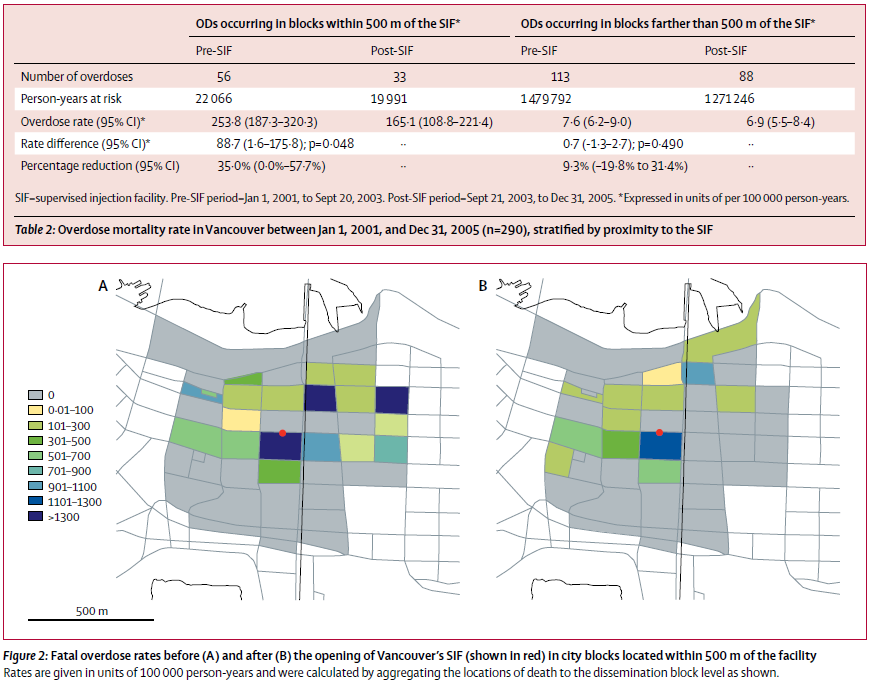 ODs occurring in blocks within 500 m of the SIF* ODs occurring in blocks farther than 500 m of the SIF*
Pre-SIF Post-SIF Pre-SIF Post-SIF
Number of overdoses 56 33 113 88
Person-years at risk 22 066 19 991 1 479 792 1 271 246
Overdose rate (95% CI)* 253·8 (187·3–320·3) 165·1 (108·8–221·4) 7·6 (6·2–9·0) 6·9 (5·5–8·4)
Rate difference (95% CI)* 88·7 (1·6–175·8); p=0·048 ·· 0·7 (-1·3–2·7); p=0·490 ··
Percentage reduction (95% CI) 35·0% (0·0%–57·7%) ·· 9·3% (–19·8% to 31·4%) ··
SIF=supervised injection facility. Pre-SIF period=Jan 1, 2001, to Sept 20, 2003. Post-SIF period=Sept 21, 2003, to Dec 31, 2005. *Expressed in units of per 100 000 person-years.
Table 2: Overdose mortality rate in Vancouver between Jan 1, 2001, and Dec 31, 2005 (n=290), stratified by proximity to the SIF
A B
0
0·01–100
101–300
301–500
501–700
701–900
901–1100
1101–1300
>1300
500 m
Figure 2: Fatal overdose rates before (A) and after (B) the opening of Vancouver's SIF (shown in red) in city blocks located within 500 m of the facility
Rates are given in units of 100 000 person-years and were calculated by aggregating the locations of death to the dissemination block level as shown.